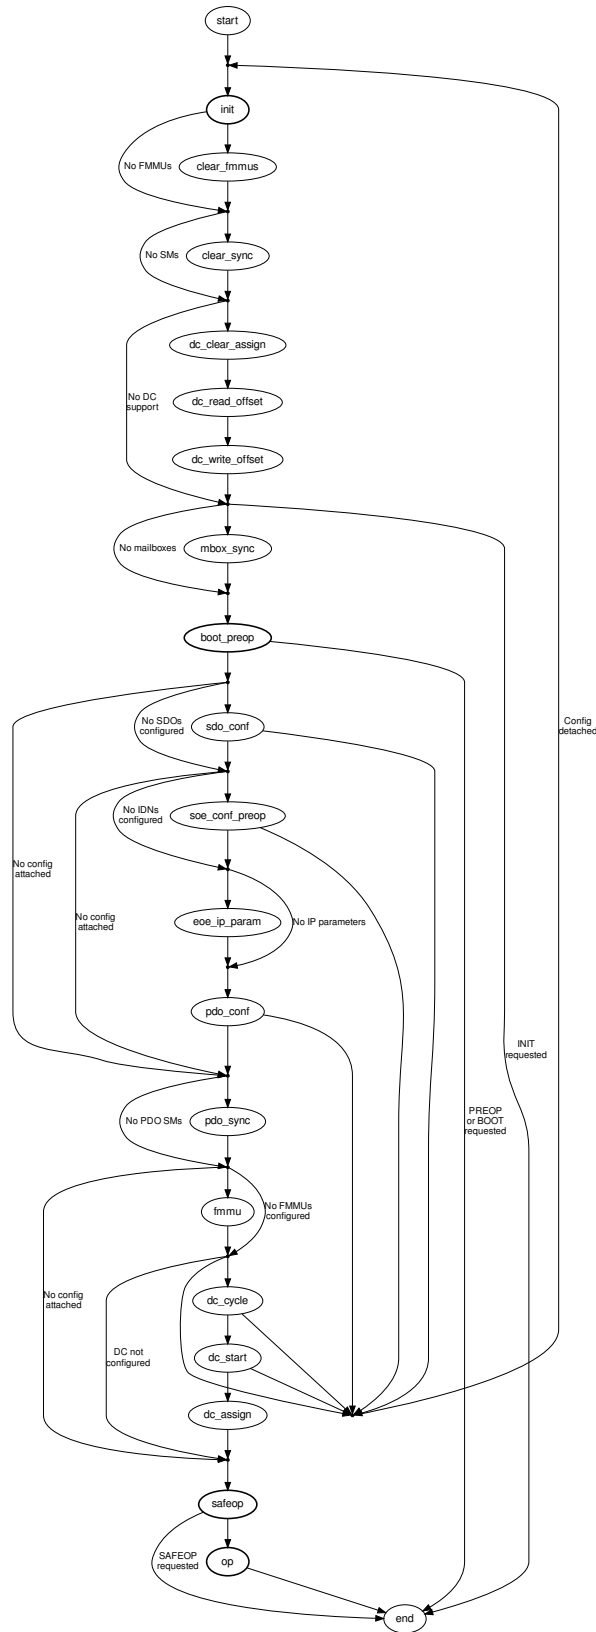 start
init
No FMMUs
clear_fmmus
No SMs
clear_sync
dc_clear_assign
No DC
support
dc_read_offset
dc_write_offset
No mailboxes
mbox_sync
boot_preop
No SDOs
configured
sdo_conf
Config
detached
No IDNs
configured
soe_conf_preop
No config
attached
No config
attached
eoe_ip_param
No IP parameters
pdo_conf
INIT
requested
No PDO SMs
pdo_sync
PREOP
or BOOT
requested
fmmu
No FMMUs
configured
No config
attached
dc_cycle
DC not
configured
dc_start
dc_assign
safeop
SAFEOP
requested
op
end